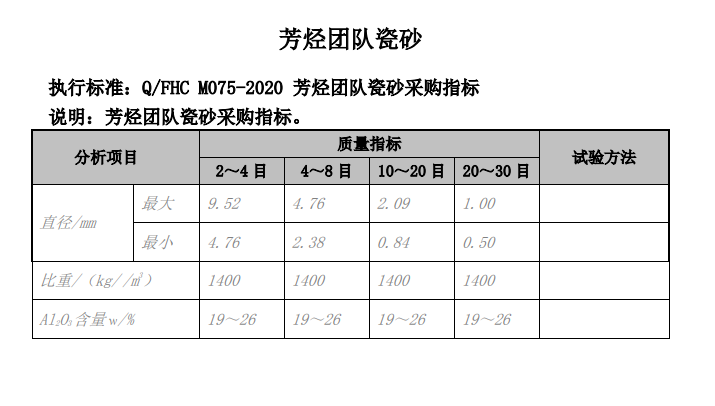 芳烃团队瓷砂
执行标准：Q/FHC M075-2020 芳烃团队瓷砂采购指标
说明：芳烃团队瓷砂采购指标。
分析项目 质量指标 试验方法
2～4 目 4～8 目 10～20 目 20～30 目
直径/mm 最大 9.52 4.76 2.09 1.00
最小 4.76 2.38 0.84 0.50
比重/（kg//m³） 1400 1400 1400 1400
Al₂O₃含量 w/% 19～26 19～26 19～26 19～26